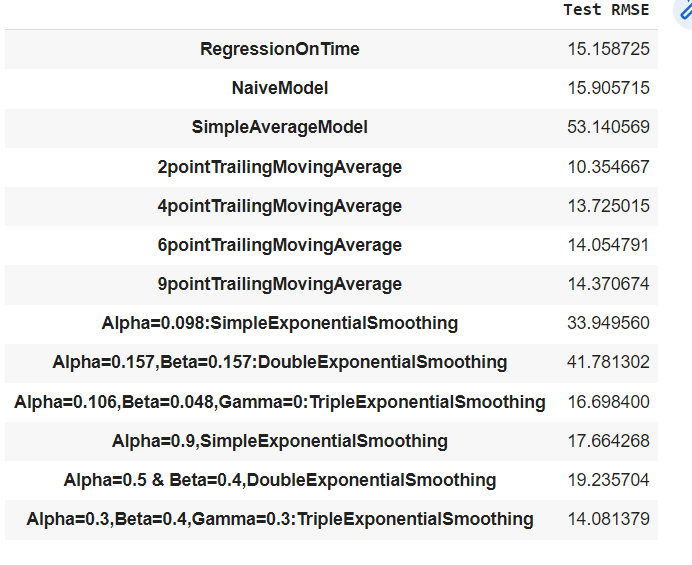 Test RMSE
RegressionOnTime 15.158725
NaiveModel 15.905715
SimpleAverageModel 53.140569
2pointTrailingMovingAverage 10.354667
4pointTrailingMovingAverage 13.725015
6pointTrailingMovingAverage 14.054791
9pointTrailingMovingAverage 14.370674
Alpha=0.098:SimpleExponentialSmoothing 33.949560
Alpha=0.157,Beta=0.157:DoubleExponentialSmoothing 41.781302
Alpha=0.106,Beta=0.048,Gamma=0:TripleExponentialSmoothing 16.698400
Alpha=0.9,SimpleExponentialSmoothing 17.664268
Alpha=0.5 & Beta=0.4,DoubleExponentialSmoothing 19.235704
Alpha=0.3,Beta=0.4,Gamma=0.3:TripleExponentialSmoothing 14.081379